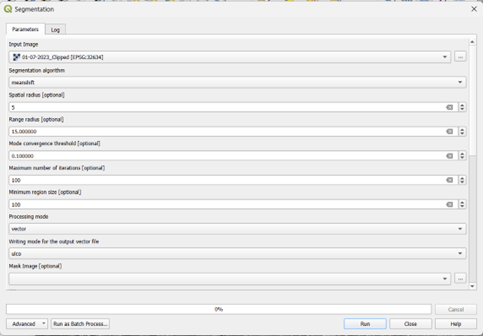 Segmentation
Parameters Log
Input Image
01-07-2023_Clipped [EPSG:32634]
Segmentation algorithm
meanshift
Spatial radius [optional]
5
Range radius [optional]
15.000000
Mode convergence threshold [optional]
0.100000
Maximum number of iterations [optional]
100
Minimum region size [optional]
100
Processing mode
vector
Writing mode for the output vector file
ulco
Mask Image [optional]
0%
Cancel
Advanced Run as Batch Process... Run Close Help